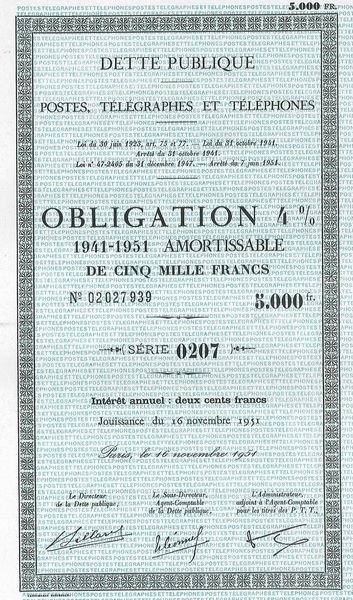 5.000 FR.
DETTE PUBLIQUE
POSTES, TÉLÉGRAPHES ET TÉLÉPHONES
Loi du 30 juin 1923, art. 75 et 77. — Loi du 31 octobre 1941.
Arrêté du 31 octobre 1941.
Loi n° 47-2405 du 31 décembre 1947. — Arrêté du 7 juin 1951.
OBLIGATION 4 %
1941-1951 AMORTISSABLE
DE CINQ MILLE FRANCS
N° 02027939 5.000 fr.
SÉRIE 0207
Intérêt annuel : deux cents francs
Jouissance du 16 novembre 1951
Paris, le 16 novembre 1951
Le Directeur de la Dette publique,
Le Sous-Directeur, Agent-Comptable de la Dette publique,
L'Administrateur, adjoint à l'Agent-Comptable pour les titres des P. T. T.,